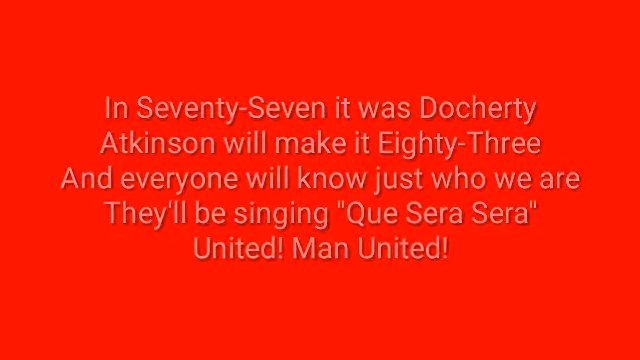 In Seventy-Seven it was Docherty
Atkinson will make it Eighty-Three
And everyone will know just who we are
They'll be singing "Que Sera Sera"
United! Man United!